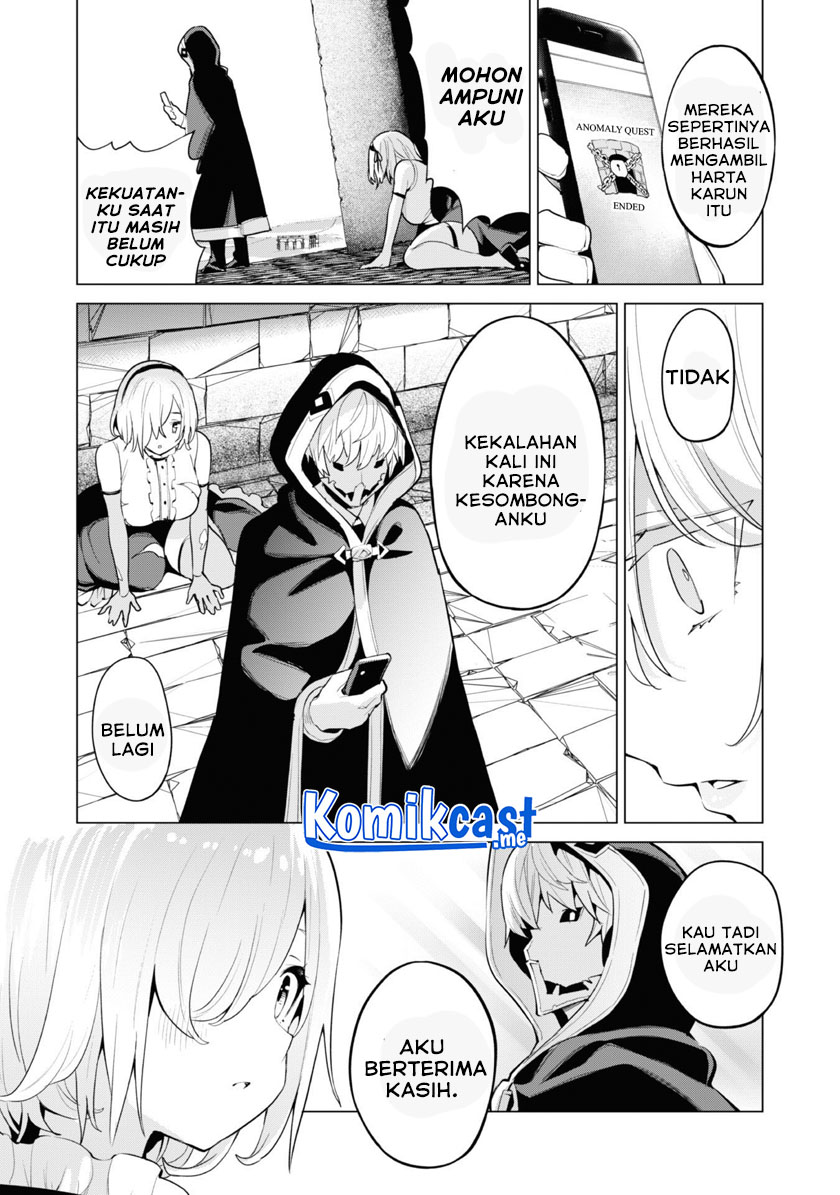 MEREKA
SEPERTINYA
BERHASIL
MENGAMBIL
HARTA
KARUN
ITU
ANOMALY QUEST
ENDED
MOHON
AMPUNI
AKU
KEKUATAN-
KU SAAT
ITU MASIH
BELUM
CUKUP
TIDAK
KEKALAHAN
KALI INI
KARENA
KESOMBONG-
ANKU
BELUM
LAGI
Komikcast
.me
KAU TADI
SELAMATKAN
AKU
AKU
BERTERIMA
KASIH.